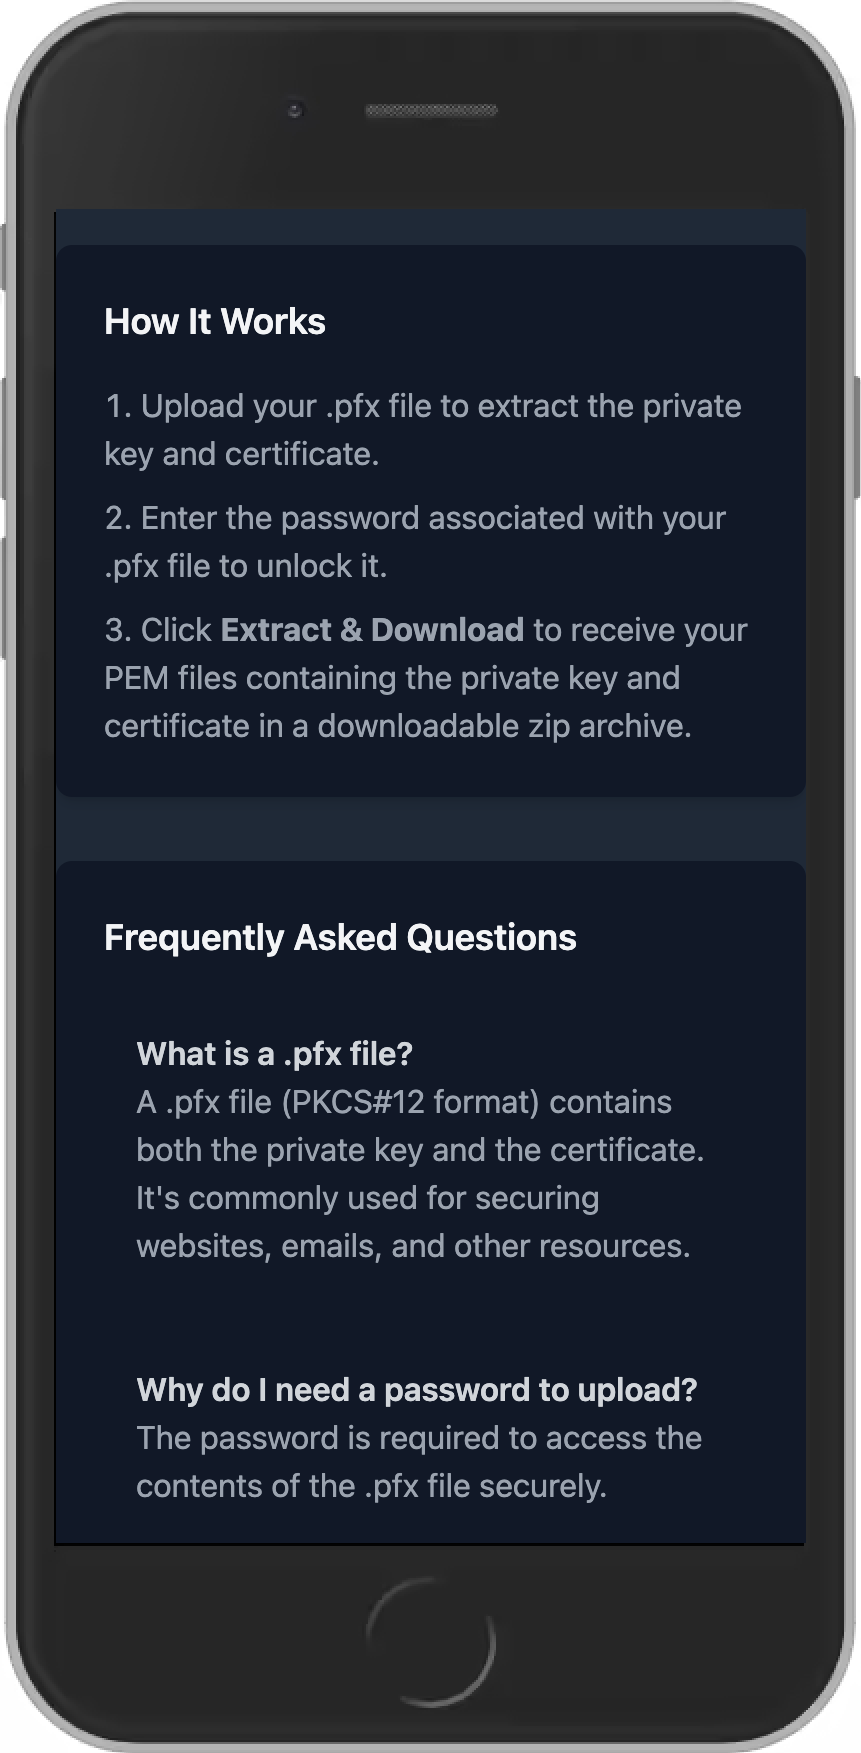 How It Works
1. Upload your .pfx file to extract the private
key and certificate.
2. Enter the password associated with your
.pfx file to unlock it.
3. Click Extract & Download to receive your
PEM files containing the private key and
certificate in a downloadable zip archive.
Frequently Asked Questions
What is a .pfx file?
A .pfx file (PKCS#12 format) contains
both the private key and the certificate.
It's commonly used for securing
websites, emails, and other resources.
Why do I need a password to upload?
The password is required to access the
contents of the .pfx file securely.